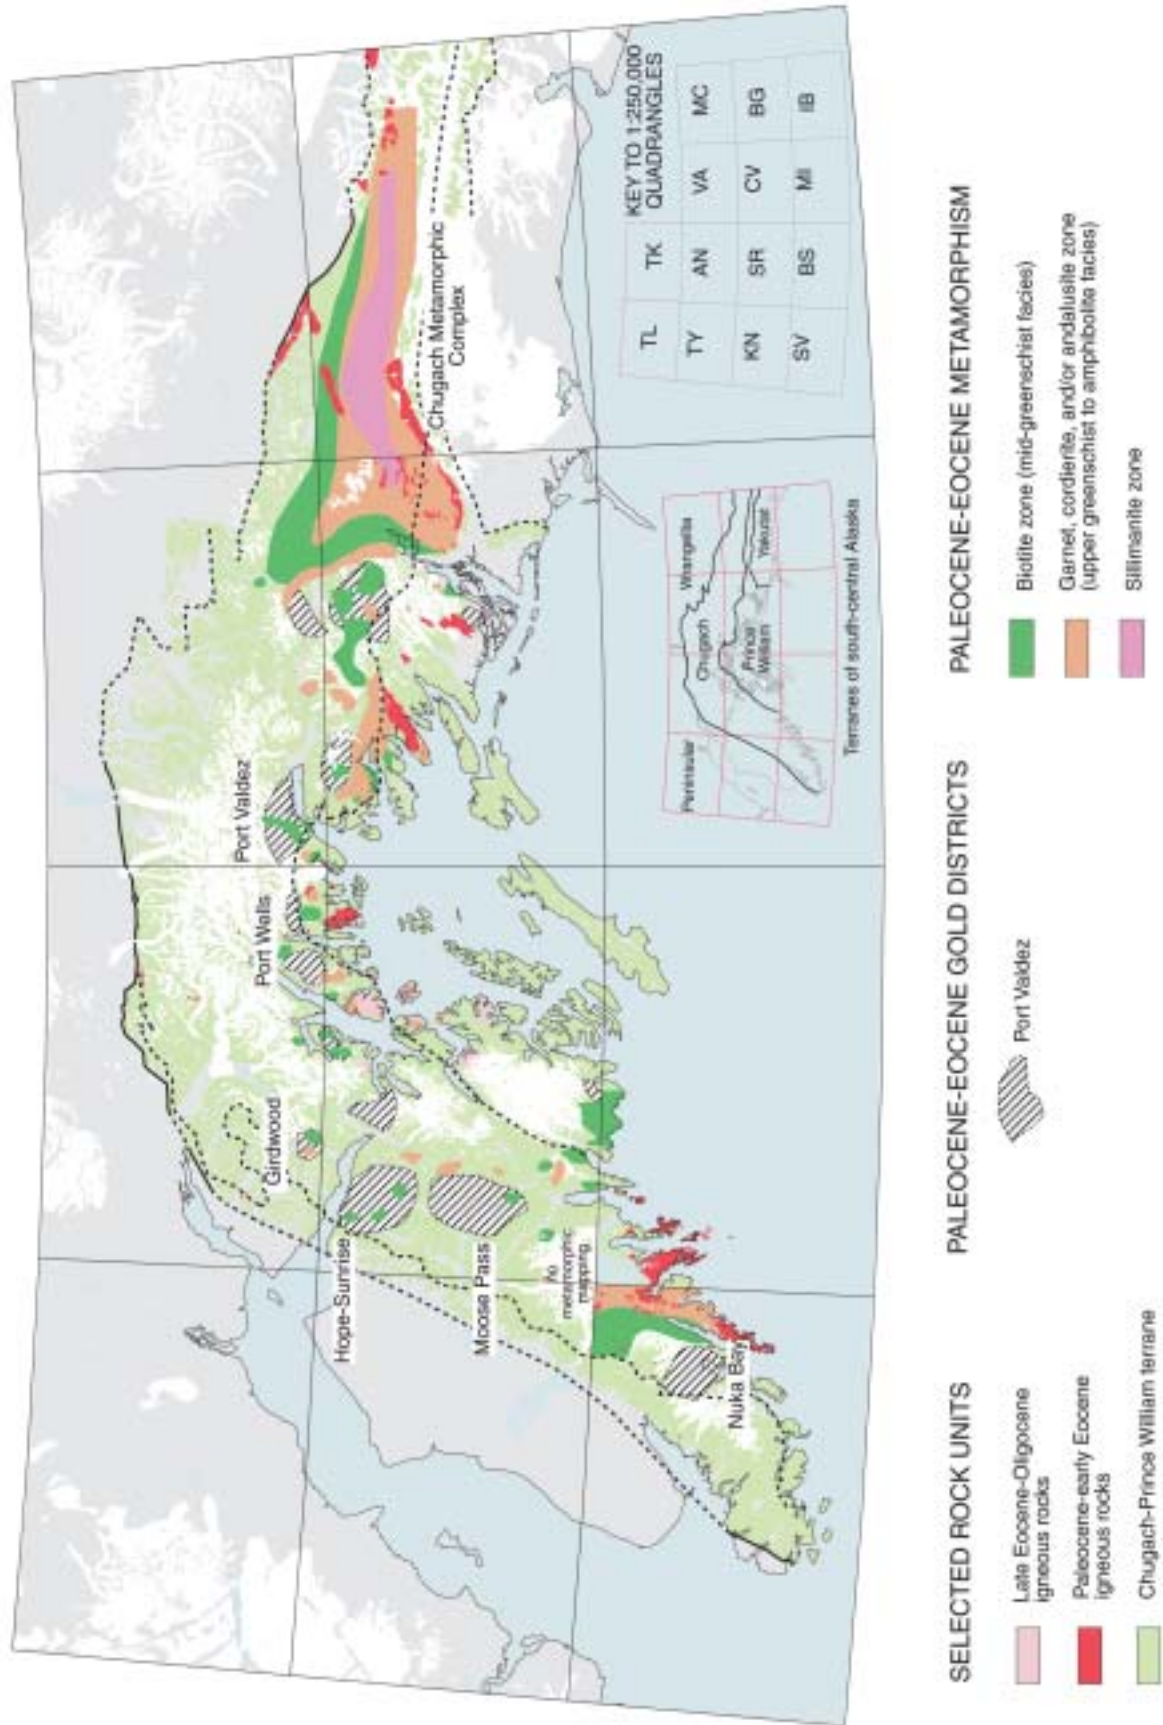 Port Valdez
Port Wells
Girdwood
Hope-Sunrise
Moose Pass
no
metamorphic
mapping
Nuka Bay
Chugach Metamorphic
Complex
KEY TO 1:250,000
QUADRANGLES
TL TK
TY AN VA MC
KN SR CV BG
SV BS MI IB
Peninsular
Chugach
Wrangellia
Prince
William
Yakutat
Terranes of south-central Alaska
SELECTED ROCK UNITS
Late Eocene-Oligocene
igneous rocks
Paleocene-early Eocene
igneous rocks
Chugach-Prince William terrane
PALEOCENE-EOCENE GOLD DISTRICTS
Port Valdez
PALEOCENE-EOCENE METAMORPHISM
Biotite zone (mid-greenschist facies)
Garnet, cordierite, and/or andalusite zone
(upper greenschist to amphibolite facies)
Sillimanite zone